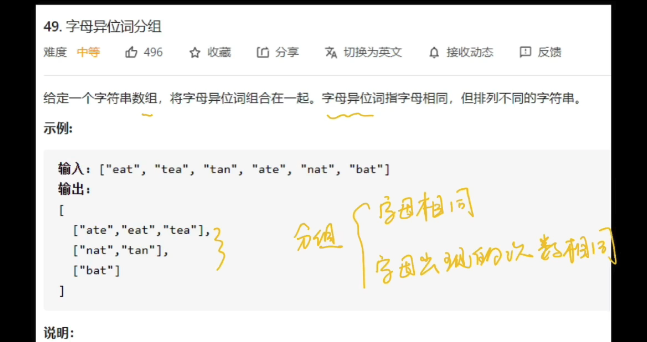 49. 字母异位词分组
难度 中等 496 收藏 分享 切换为英文 接收动态 反馈
给定一个字符串数组，将字母异位词组合在一起。字母异位词指字母相同，但排列不同的字符串。
示例:
输入: ["eat", "tea", "tan", "ate", "nat", "bat"]
输出:
[
["ate","eat","tea"],
["nat","tan"],
["bat"]
]
分组
字母相同
字母出现的次数相同
说明: